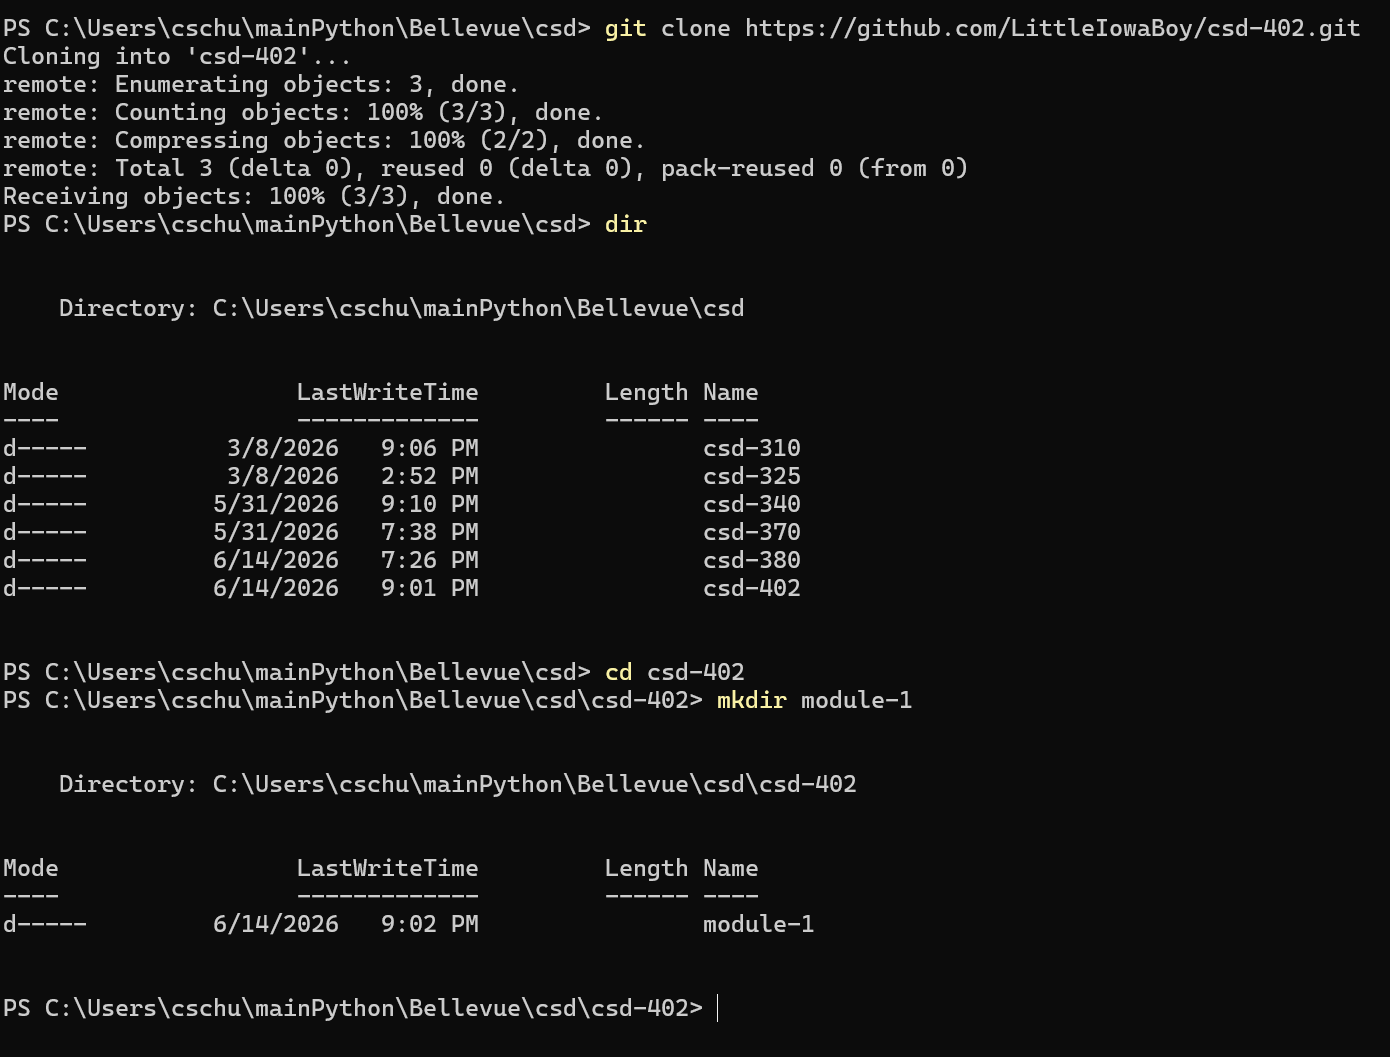 PS C:\Users\cschu\mainPython\Bellevue\csd> git clone https://github.com/LittleIowaBoy/csd-402.git
Cloning into 'csd-402'...
remote: Enumerating objects: 3, done.
remote: Counting objects: 100% (3/3), done.
remote: Compressing objects: 100% (2/2), done.
remote: Total 3 (delta 0), reused 0 (delta 0), pack-reused 0 (from 0)
Receiving objects: 100% (3/3), done.
PS C:\Users\cschu\mainPython\Bellevue\csd> dir
    Directory: C:\Users\cschu\mainPython\Bellevue\csd
Mode                 LastWriteTime         Length Name
----                 -------------         ------ ----
d-----          3/8/2026   9:06 PM                csd-310
d-----          3/8/2026   2:52 PM                csd-325
d-----         5/31/2026   9:10 PM                csd-340
d-----         5/31/2026   7:38 PM                csd-370
d-----         6/14/2026   7:26 PM                csd-380
d-----         6/14/2026   9:01 PM                csd-402
PS C:\Users\cschu\mainPython\Bellevue\csd> cd csd-402
PS C:\Users\cschu\mainPython\Bellevue\csd\csd-402> mkdir module-1
    Directory: C:\Users\cschu\mainPython\Bellevue\csd\csd-402
Mode                 LastWriteTime         Length Name
----                 -------------         ------ ----
d-----         6/14/2026   9:02 PM                module-1
PS C:\Users\cschu\mainPython\Bellevue\csd\csd-402>